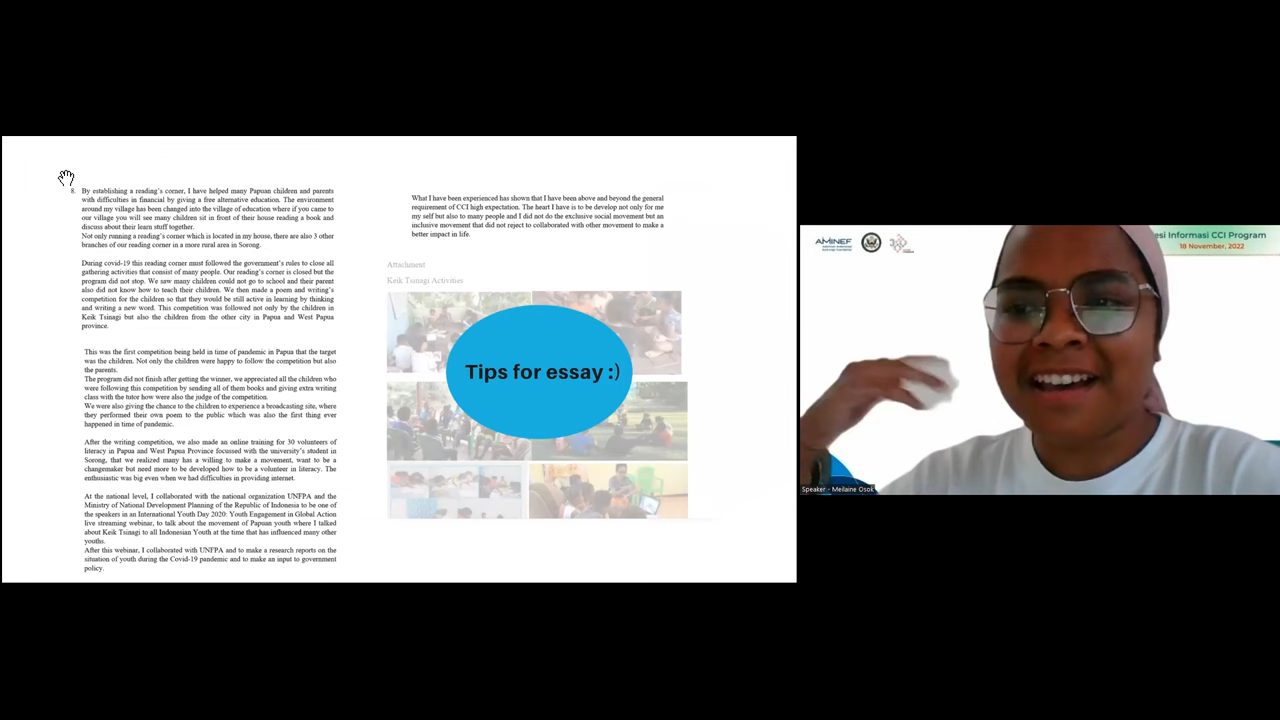 8. By establishing a reading's corner, I have helped many Papuan children and parents
with difficulties in financial by giving a free alternative education. The environment
around my village has been changed into the village of education where if you came to
our village you will see many children sit in front of their house reading a book and
discuss about their learn stuff together.
Not only running a reading's corner which is located in my house, there are also 3 other
branches of our reading corner in a more rural area in Sorong.
During covid-19 this reading corner must followed the government's rules to close all
gathering activities that consist of many people. Our reading's corner is closed but the
program did not stop. We saw many children could not go to school and their parent
also did not know how to teach their children. We then made a poem and writing's
competition for the children so that they would be still active in learning by thinking
and writing a new word. This competition was followed not only by the children in
Keik Tsinagi but also the children from the other city in Papua and West Papua
province.
This was the first competition being held in time of pandemic in Papua that the target
was the children. Not only the children were happy to follow the competition but also
the parents.
The program did not finish after getting the winner, we appreciated all the children who
were following this competition by sending all of them books and giving extra writing
class with the tutor how were also the judge of the competition.
We were also giving the chance to the children to experience a broadcasting site, where
they performed their own poem to the public which was also the first thing ever
happened in time of pandemic.
After the writing competition, we also made an online training for 30 volunteers of
literacy in Papua and West Papua Province focussed with the university's student in
Sorong, that we realized many has a willing to make a movement, want to be a
changemaker but need more to be developed how to be a volunteer in literacy. The
enthusiastic was big even when we had difficulties in providing internet.
At the national level, I collaborated with the national organization UNFPA and the
Ministry of National Development Planning of the Republic of Indonesia to be one of
the speakers in an International Youth Day 2020: Youth Engagement in Global Action
live streaming webinar, to talk about the movement of Papuan youth where I talked
about Keik Tsinagi to all Indonesian Youth at the time that has influenced many other
youths.
After this webinar, I collaborated with UNFPA and to make a research reports on the
situation of youth during the Covid-19 pandemic and to make an input to government
policy.
What I have been experienced has shown that I have been above and beyond the general
requirement of CCI high expectation. The heart I have is to be develop not only for me
my self but also to many people and I did not do the exclusive social movement but an
inclusive movement that did not reject to collaborated with other movement to make a
better impact in life.
Attachment
Keik Tsinagi Activities
Tips for essay :)
AMINEF
esi Informasi CCI Program
18 November, 2022
Speaker - Meilaine Osok